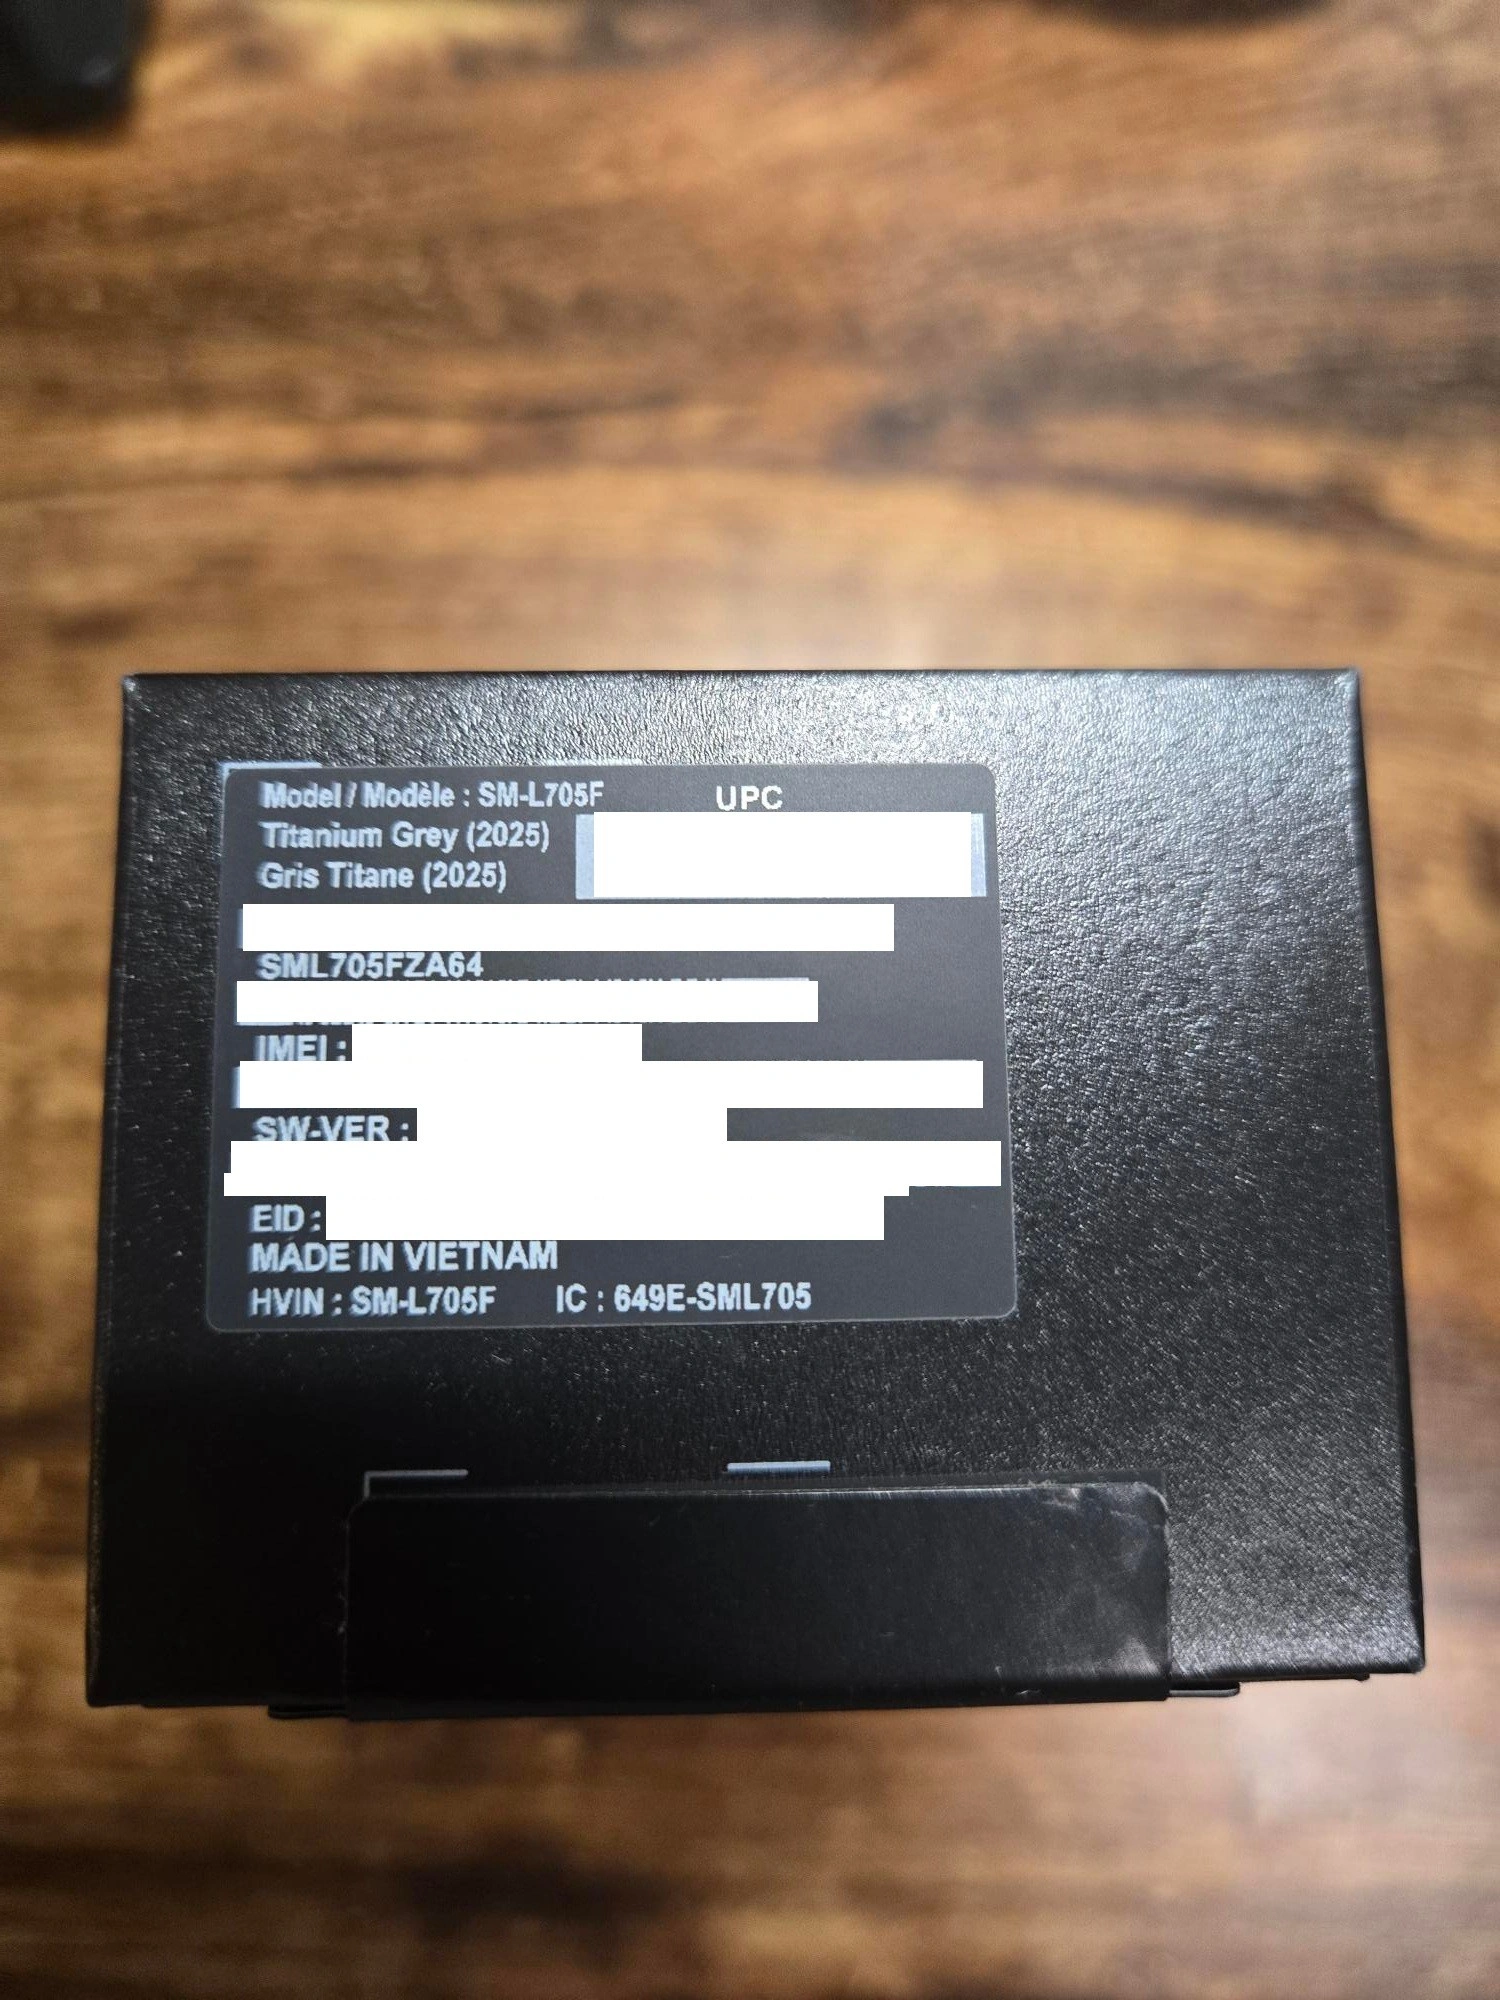 Model / Modèle : SM-L705F
UPC
Titanium Grey (2025)
Gris Titane (2025)
SML705FZA64
IMEI :
SW-VER :
EID :
MADE IN VIETNAM
HVIN : SM-L705F IC : 649E-SML705